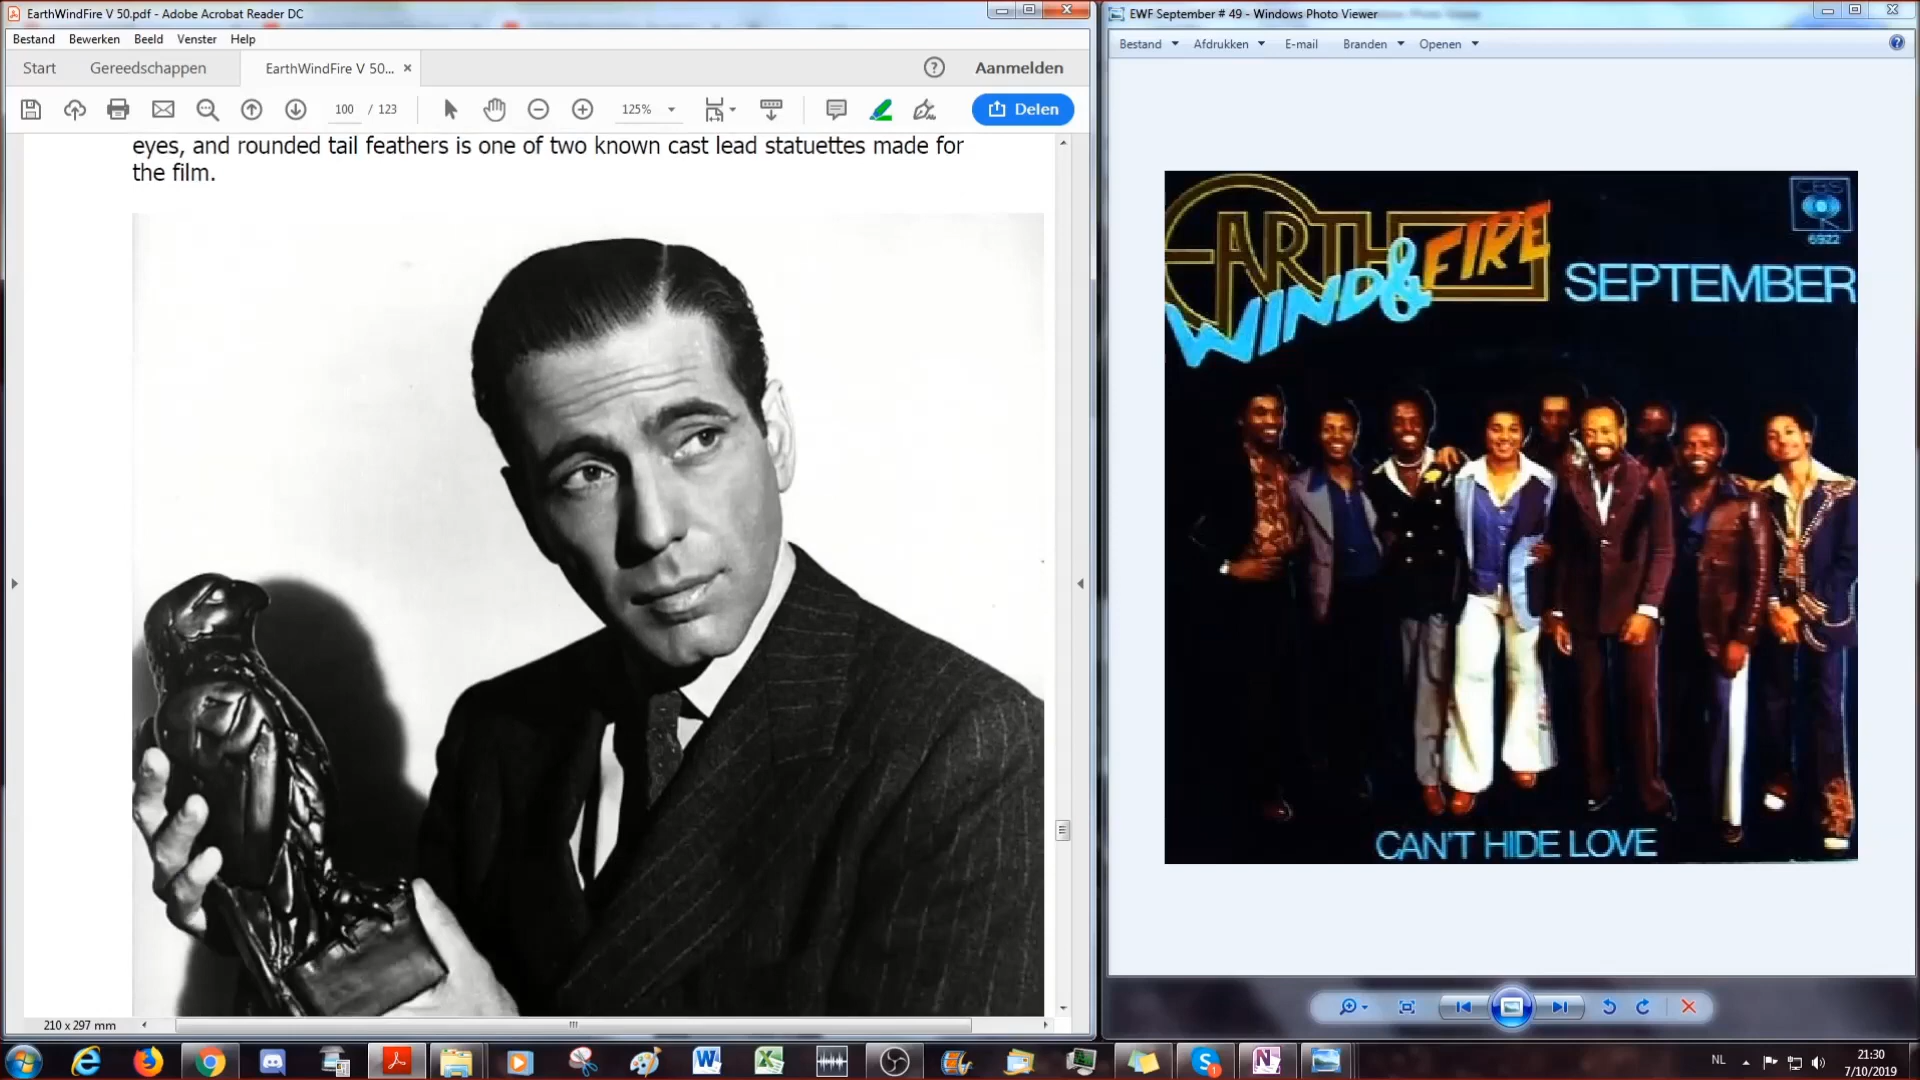 EarthWindFire V 50.pdf - Adobe Acrobat Reader DC
Bestand Bewerken Beeld Venster Help
Start Gereedschappen EarthWindFire V 50... × Aanmelden
100 / 123 125% Delen
eyes, and rounded tail feathers is one of two known cast lead statuettes made for
the film.
210 x 297 mm
EWF September # 49 - Windows Photo Viewer
Bestand Afdrukken E-mail Branden Openen
CBS
6922
EARTH
WIND & FIRE
SEPTEMBER
CAN'T HIDE LOVE
NL 21:30
7/10/2019